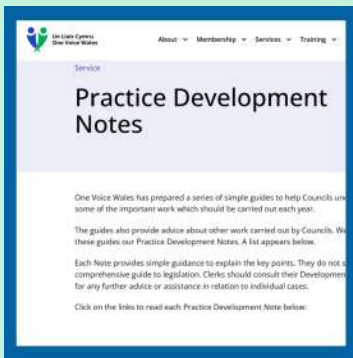 Un Llais Cymru
One Voice Wales
About Membership Services Training
Service
Practice Development
Notes
One Voice Wales has prepared a series of simple guides to help Councils
some of the important work which should be carried out each year.
The guides also provide advice about other work carried out by Councils.
these guides our Practice Development Notes. A list appears below.
Each Note provides simple guidance to explain the key points. They do not
comprehensive guide to legislation. Clerks should consult their Development
for any further advice or assistance in relation to individual cases.
Click on the links to read each Practice Development Note below: